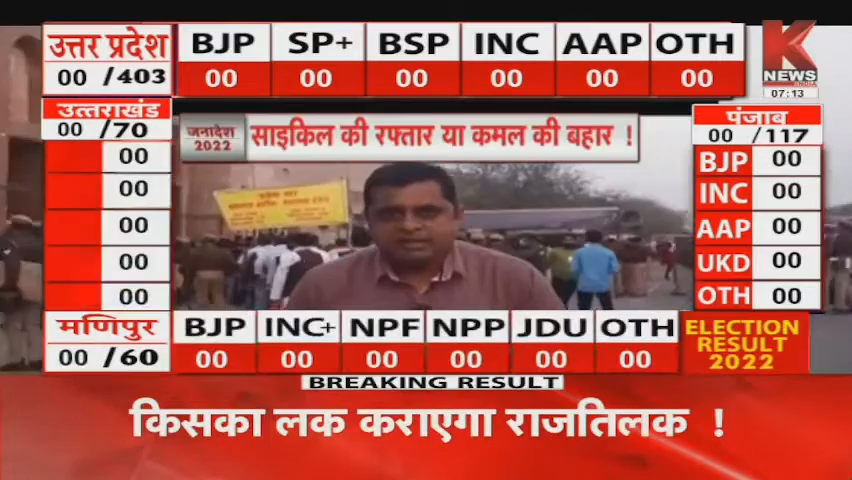 उत्तर प्रदेश
00 /403
BJP SP+ BSP INC AAP OTH
00 00 00 00 00 00
K NEWS
INDIA
07:13
उत्तराखंड
00 /70
00
00
00
00
00
जनादेश
2022
साइकिल की रफ्तार या कमल की बहार !
पंजाब
00 /117
BJP 00
INC 00
AAP 00
UKD 00
OTH 00
मणिपुर
00 /60
BJP INC+ NPF NPP JDU OTH
00 00 00 00 00 00
ELECTION
RESULT
2022
BREAKING RESULT
किसका लक कराएगा राजतिलक !